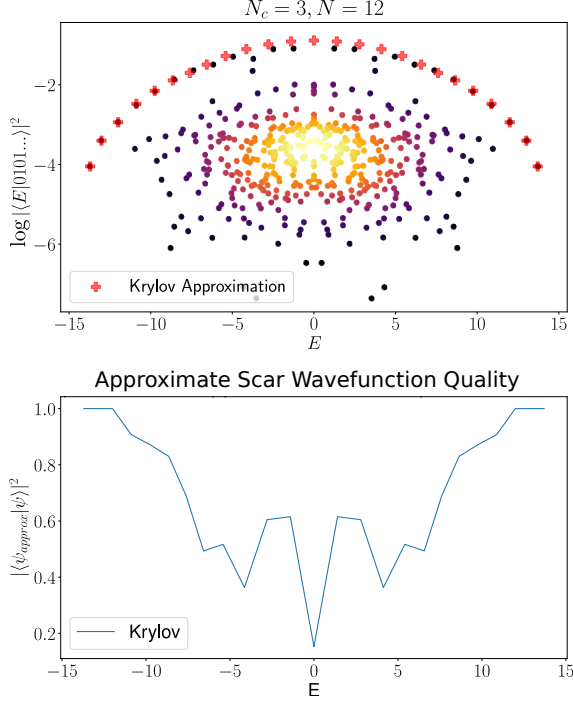 N_c = 3, N = 12
log |⟨E|0101...⟩|²
−2
−4
−6
Krylov Approximation
−15 −10 −5 0 5 10 15
E
Approximate Scar Wavefunction Quality
|⟨ψ_approx|ψ⟩|²
1.0
0.8
0.6
0.4
0.2
Krylov
−15 −10 −5 0 5 10 15
E